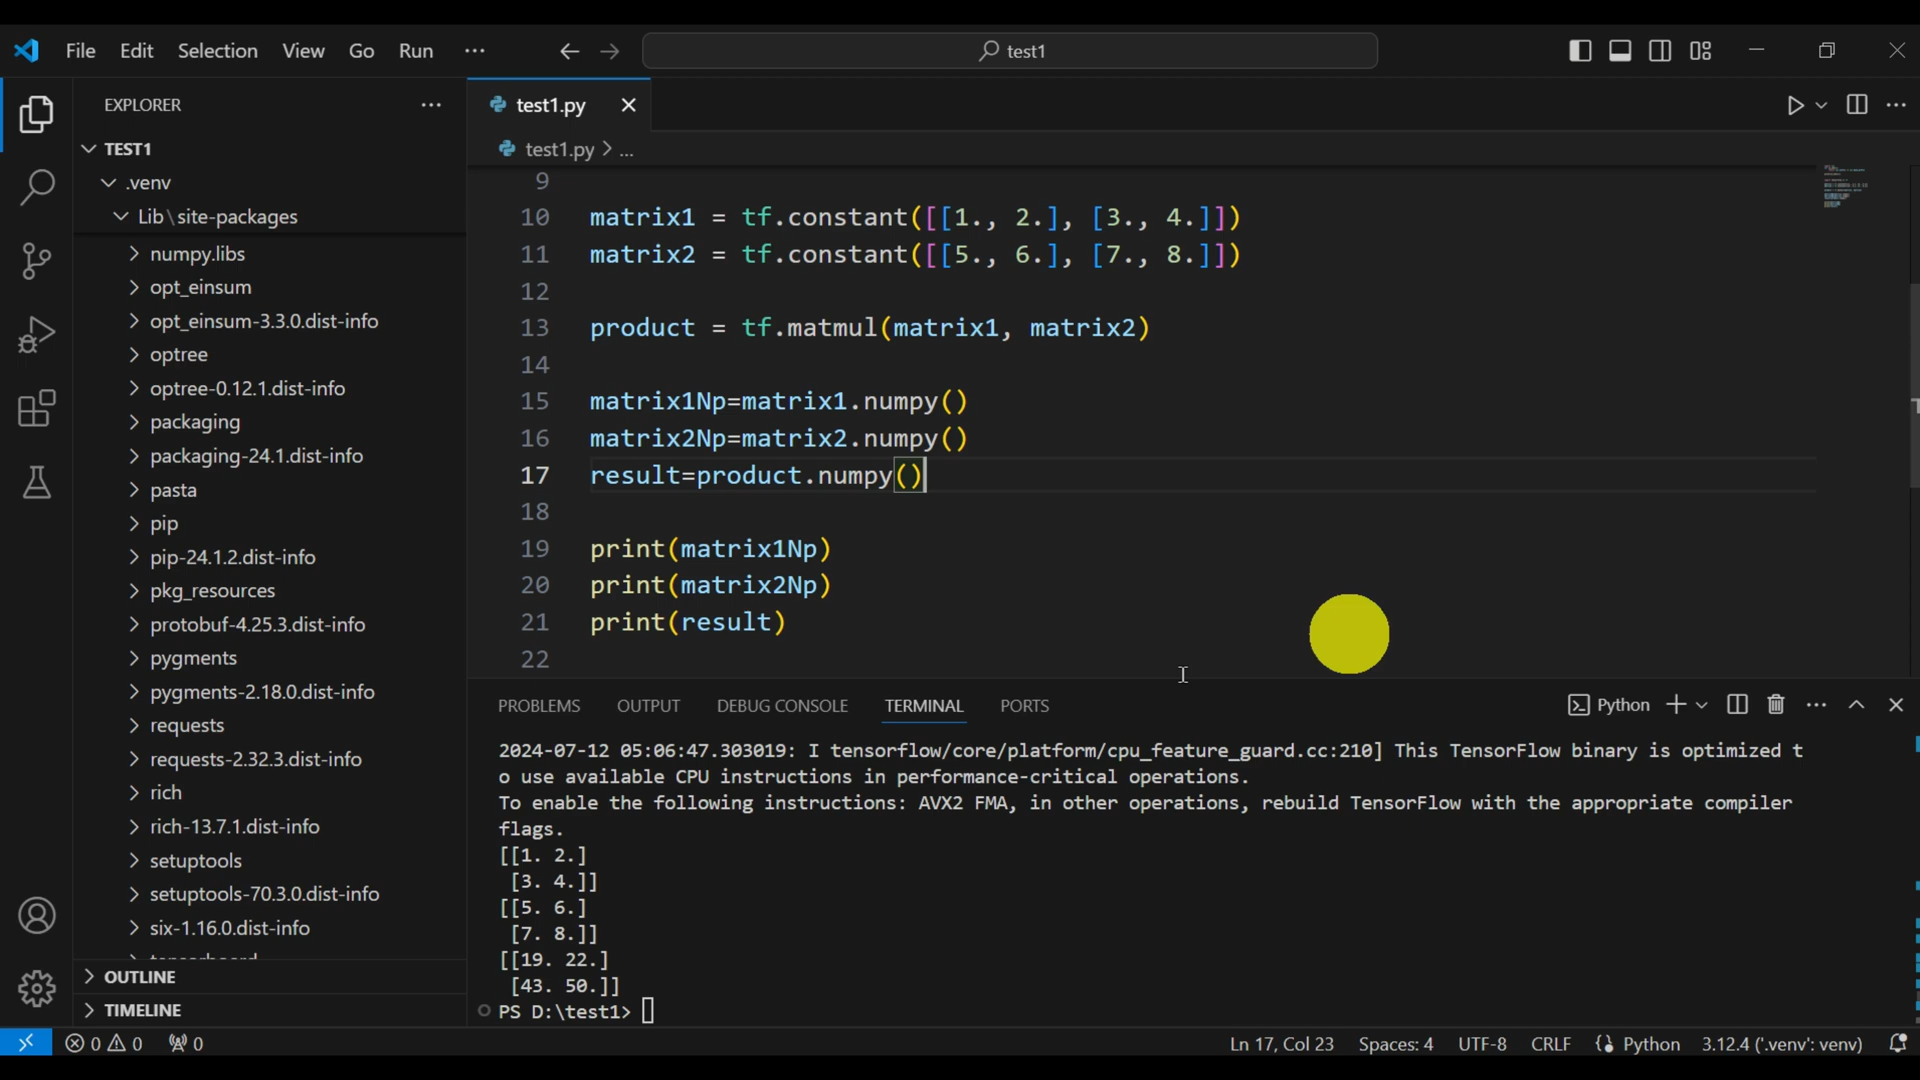 File Edit Selection View Go Run ··· test1
EXPLORER ···
TEST1
.venv
Lib\site-packages
numpy.libs
opt_einsum
opt_einsum-3.3.0.dist-info
optree
optree-0.12.1.dist-info
packaging
packaging-24.1.dist-info
pasta
pip
pip-24.1.2.dist-info
pkg_resources
protobuf-4.25.3.dist-info
pygments
pygments-2.18.0.dist-info
requests
requests-2.32.3.dist-info
rich
rich-13.7.1.dist-info
setuptools
setuptools-70.3.0.dist-info
six-1.16.0.dist-info
OUTLINE
TIMELINE
test1.py
test1.py > ...
9
10 matrix1 = tf.constant([[1., 2.], [3., 4.]])
11 matrix2 = tf.constant([[5., 6.], [7., 8.]])
12
13 product = tf.matmul(matrix1, matrix2)
14
15 matrix1Np=matrix1.numpy()
16 matrix2Np=matrix2.numpy()
17 result=product.numpy()
18
19 print(matrix1Np)
20 print(matrix2Np)
21 print(result)
22
PROBLEMS OUTPUT DEBUG CONSOLE TERMINAL PORTS Python
2024-07-12 05:06:47.303019: I tensorflow/core/platform/cpu_feature_guard.cc:210] This TensorFlow binary is optimized t
o use available CPU instructions in performance-critical operations.
To enable the following instructions: AVX2 FMA, in other operations, rebuild TensorFlow with the appropriate compiler
flags.
[[1. 2.]
[3. 4.]]
[[5. 6.]
[7. 8.]]
[[19. 22.]
[43. 50.]]
PS D:\test1>
0 0 0 Ln 17, Col 23 Spaces: 4 UTF-8 CRLF Python 3.12.4 ('.venv': venv)